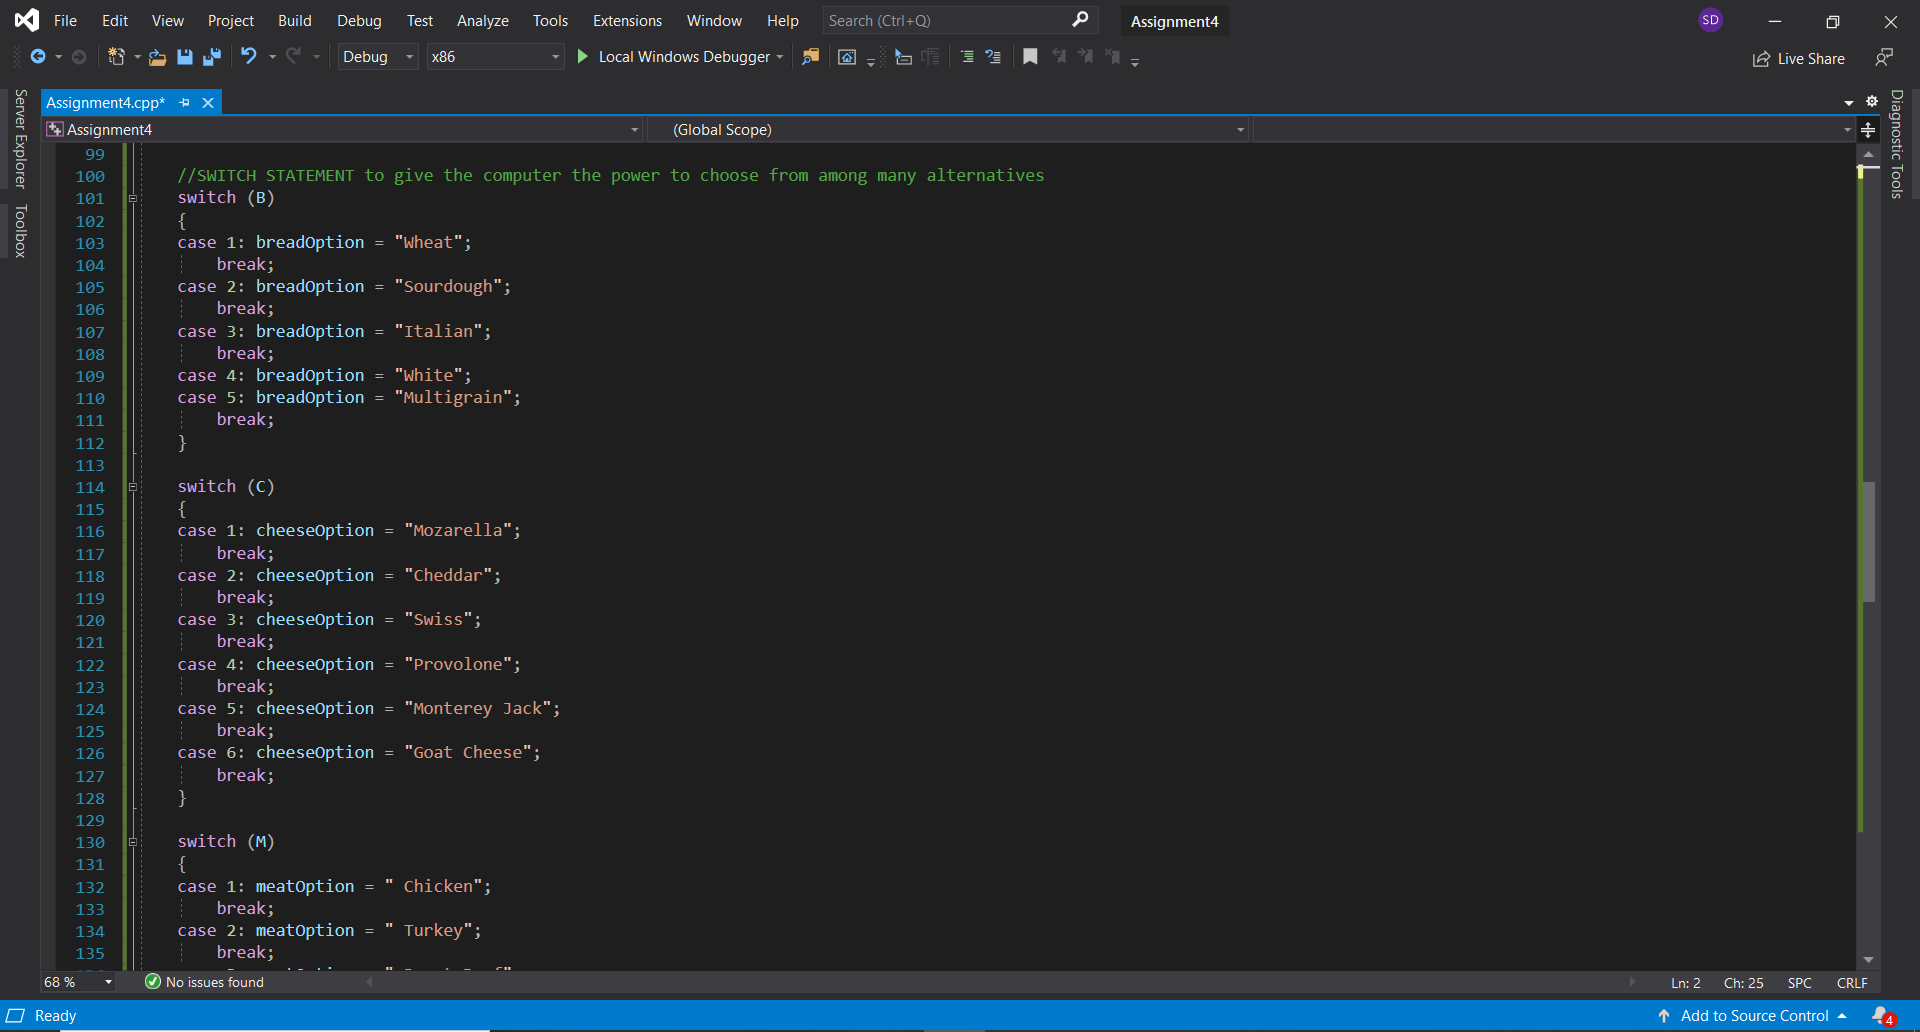 File Edit View Project Build Debug Test Analyze Tools Extensions Window Help Search (Ctrl+Q) Assignment4 SD
Debug x86 Local Windows Debugger Live Share
Server Explorer
Toolbox
Diagnostic Tools
Assignment4.cpp*
Assignment4 (Global Scope)
99
100 //SWITCH STATEMENT to give the computer the power to choose from among many alternatives
101 switch (B)
102 {
103 case 1: breadOption = "Wheat";
104 break;
105 case 2: breadOption = "Sourdough";
106 break;
107 case 3: breadOption = "Italian";
108 break;
109 case 4: breadOption = "White";
110 case 5: breadOption = "Multigrain";
111 break;
112 }
113
114 switch (C)
115 {
116 case 1: cheeseOption = "Mozarella";
117 break;
118 case 2: cheeseOption = "Cheddar";
119 break;
120 case 3: cheeseOption = "Swiss";
121 break;
122 case 4: cheeseOption = "Provolone";
123 break;
124 case 5: cheeseOption = "Monterey Jack";
125 break;
126 case 6: cheeseOption = "Goat Cheese";
127 break;
128 }
129
130 switch (M)
131 {
132 case 1: meatOption = " Chicken";
133 break;
134 case 2: meatOption = " Turkey";
135 break;
68 % No issues found Ln: 2 Ch: 25 SPC CRLF
Ready Add to Source Control 4